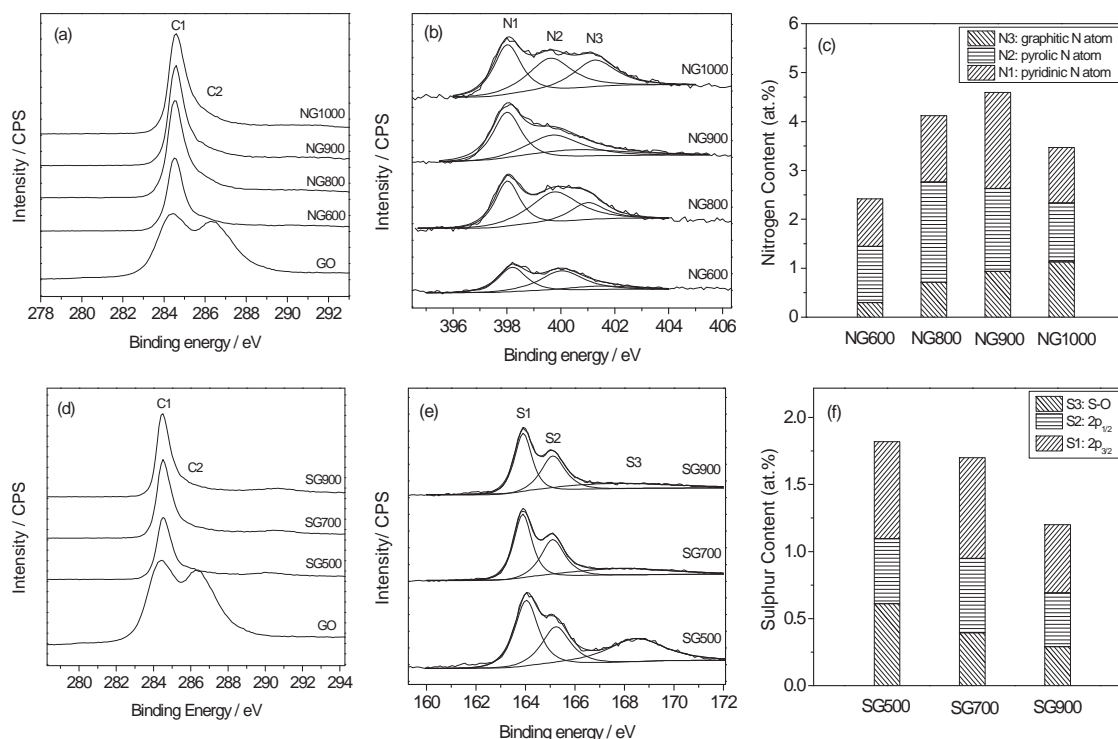 (a)
C1
C2
NG1000
NG900
NG800
NG600
GO
Intensity / CPS
278 280 282 284 286 288 290 292
Binding energy / eV
(b)
N1
N2
N3
NG1000
NG900
NG800
NG600
Intensity / CPS
396 398 400 402 404 406
Binding energy / eV
(c)
N3: graphitic N atom
N2: pyrolic N atom
N1: pyridinic N atom
Nitrogen Content (at.%)
6
5
4
3
2
1
0
NG600 NG800 NG900 NG1000
(d)
C1
C2
SG900
SG700
SG500
GO
Intensity / CPS
280 282 284 286 288 290 292 294
Binding Energy / eV
(e)
S1
S2
S3
SG900
SG700
SG500
Intensity/ CPS
160 162 164 166 168 170 172
Binding energy / eV
(f)
S3: S-O
S2: 2p1/2
S1: 2p3/2
Sulphur Content (at.%)
2.0
1.5
1.0
0.5
0.0
SG500 SG700 SG900